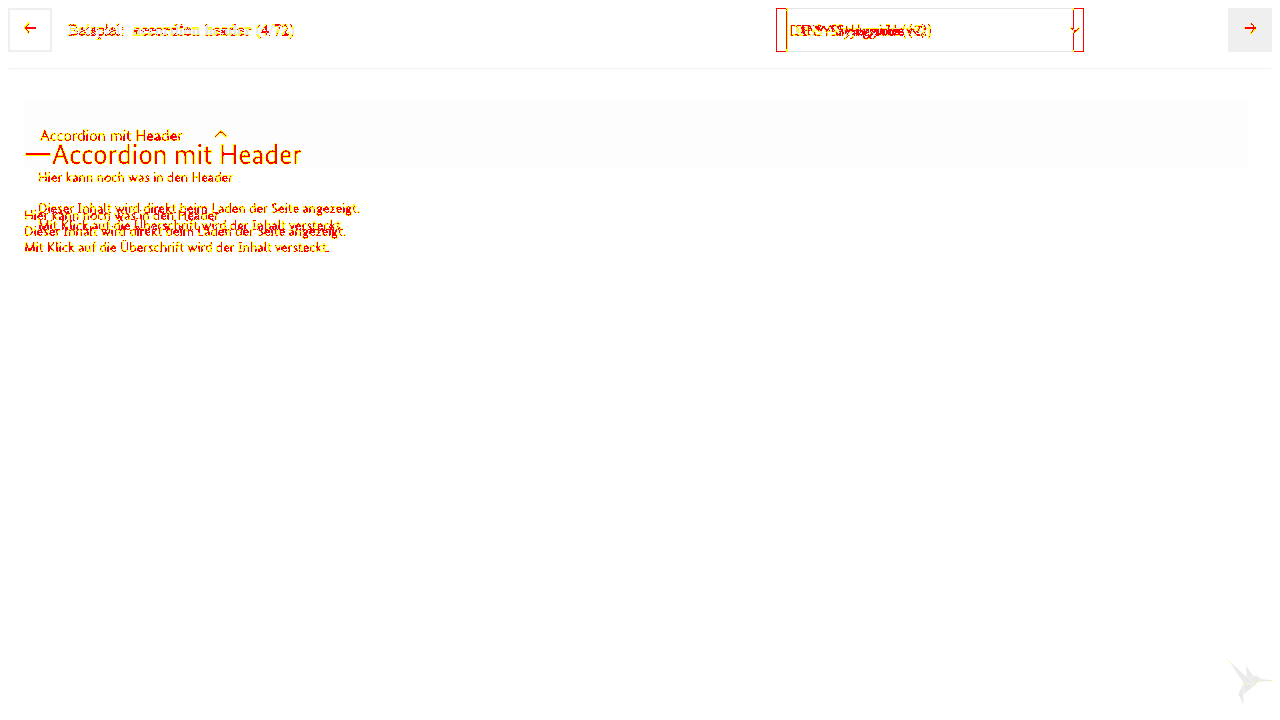 Beispiel: accordion header (4.72)
Accordion mit Header
Accordion mit Header
Hier kann noch was in den Header
Dieser Inhalt wird direkt beim Laden der Seite angezeigt.
Hier kann noch was in den Header
Mit Klick auf die Überschrift wird der Inhalt versteckt.
Dieser Inhalt wird direkt beim Laden der Seite angezeigt.
Mit Klick auf die Überschrift wird der Inhalt versteckt.